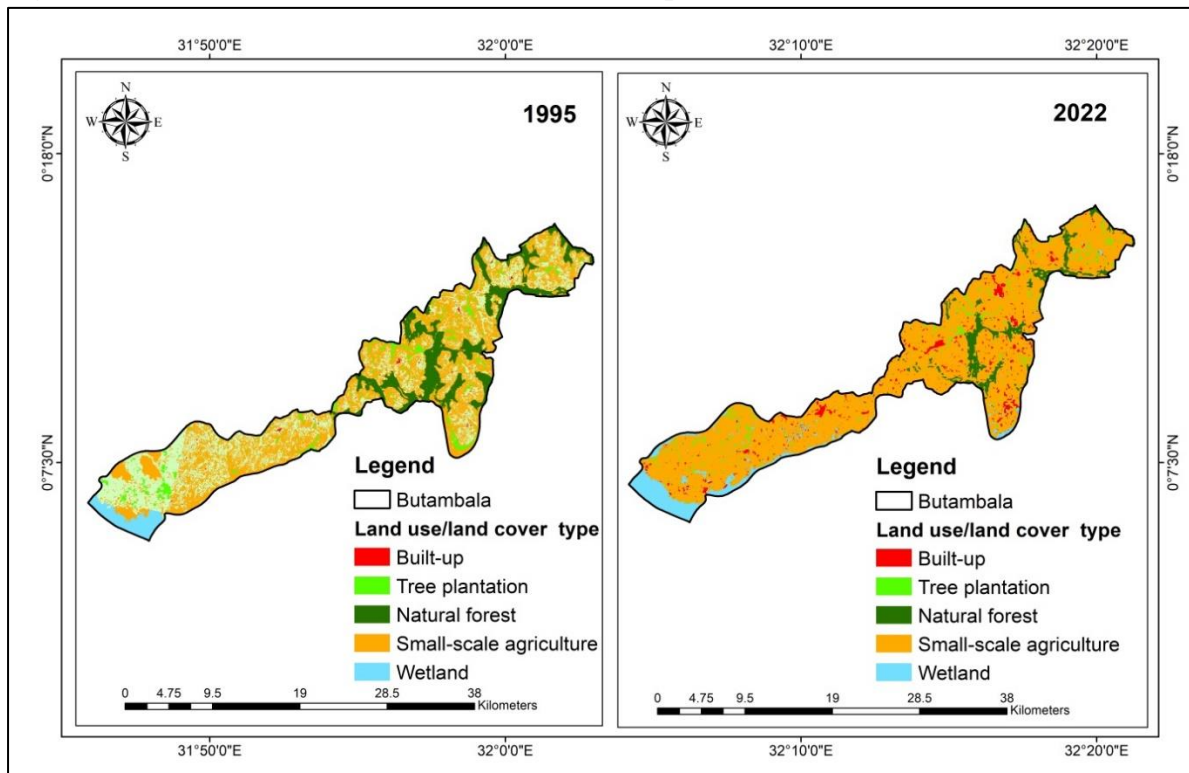 31°50'0"E 32°0'0"E 32°10'0"E 32°20'0"E
0°18'0"N
0°7'30"N
N
W E
S
1995
Legend
Butambala
Land use/land cover type
Built-up
Tree plantation
Natural forest
Small-scale agriculture
Wetland
0 4.75 9.5 19 28.5 38
Kilometers
N
W E
S
2022
Legend
Butambala
Land use/land cover type
Built-up
Tree plantation
Natural forest
Small-scale agriculture
Wetland
0 4.75 9.5 19 28.5 38
Kilometers
0°18'0"N
0°7'30"N
31°50'0"E 32°0'0"E 32°10'0"E 32°20'0"E